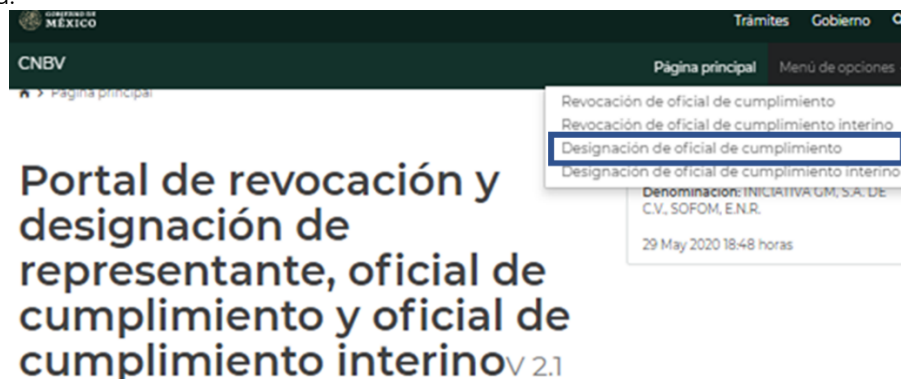 a.
GOBIERNO DE
MÉXICO
Trámites Gobierno
CNBV
Página principal Menú de opciones
> Página principal
Revocación de oficial de cumplimiento
Revocación de oficial de cumplimiento interino
Designación de oficial de cumplimiento
Designación de oficial de cumplimiento interino
Denominación: INICIATIVA GM, S.A. DE
C.V., SOFOM, E.N.R.
29 May 2020 18:48 horas
Portal de revocación y
designación de
representante, oficial de
cumplimiento y oficial de
cumplimiento interino V 2.1